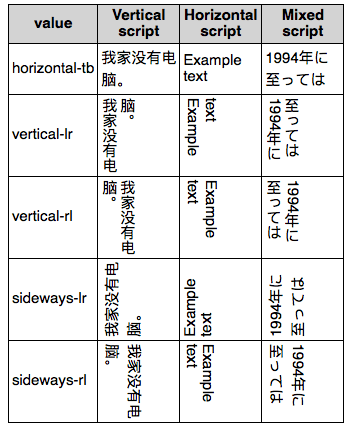 value
Vertical script
Horizontal script
Mixed script
horizontal-tb
我家没有电
脑。
Example
text
1994年に
至っては
vertical-lr
我家没有电
脑。
Example
text
1994年に
至っては
vertical-rl
我家没有电
脑。
Example
text
1994年に
至っては
sideways-lr
我家没有电
脑。
Example
text
1994年に
至っては
sideways-rl
我家没有电
脑。
Example
text
1994年に
至っては